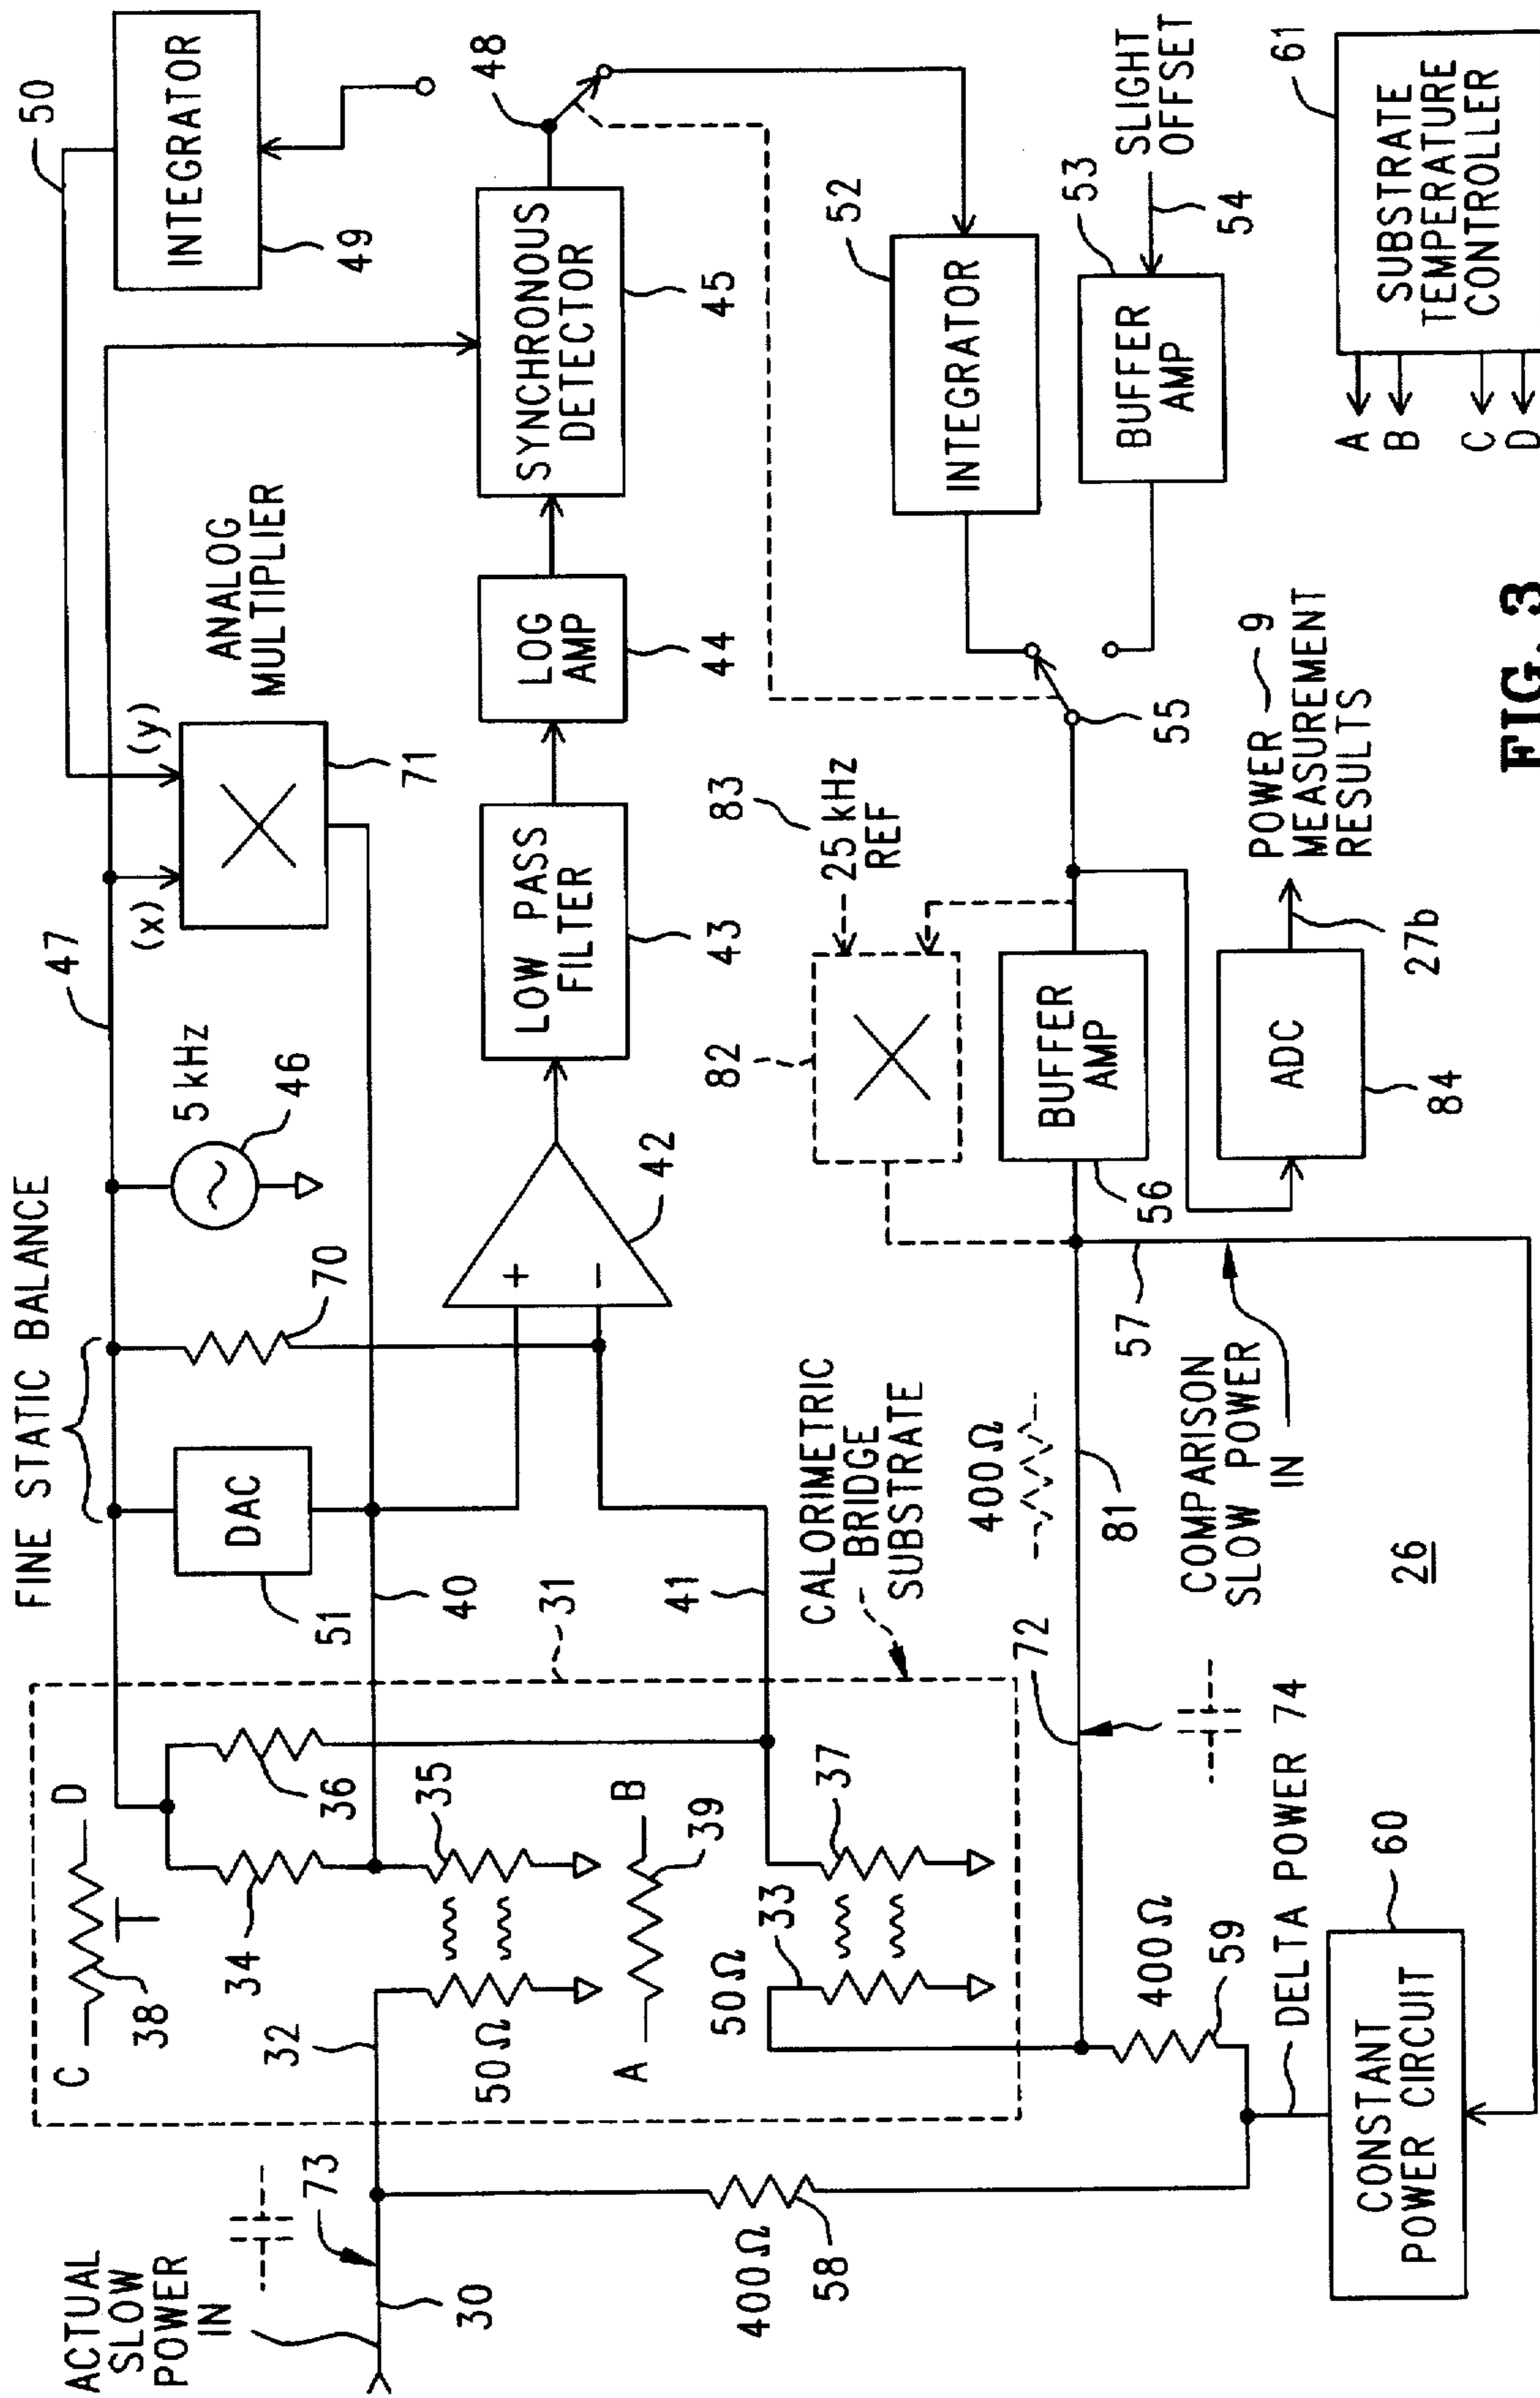 ACTUAL
SLOW
POWER
IN
73
30
32
C
38
D
T
34
36
50Ω
35
A
39
B
50Ω
33
37
FINE STATIC BALANCE
DAC
51
40
31
41
CALORIMETRIC
BRIDGE
SUBSTRATE
70
5 kHz
46
47
(x)
(y)
71
ANALOG
MULTIPLIER
50
INTEGRATOR
49
+
-
42
LOW PASS
FILTER
43
LOG
AMP
44
SYNCHRONOUS
DETECTOR
45
48
400Ω
58
400Ω
59
DELTA POWER 74
CONSTANT
POWER CIRCUIT
60
72
400Ω
81
COMPARISON
SLOW POWER
IN
57
26
82
83
25 kHz
REF
BUFFER
AMP
56
ADC
84
27b
POWER
MEASUREMENT
RESULTS
9
55
INTEGRATOR
52
BUFFER
AMP
53
54
SLIGHT
OFFSET
SUBSTRATE
TEMPERATURE
CONTROLLER
61
A
B
C
D
FIG. 3